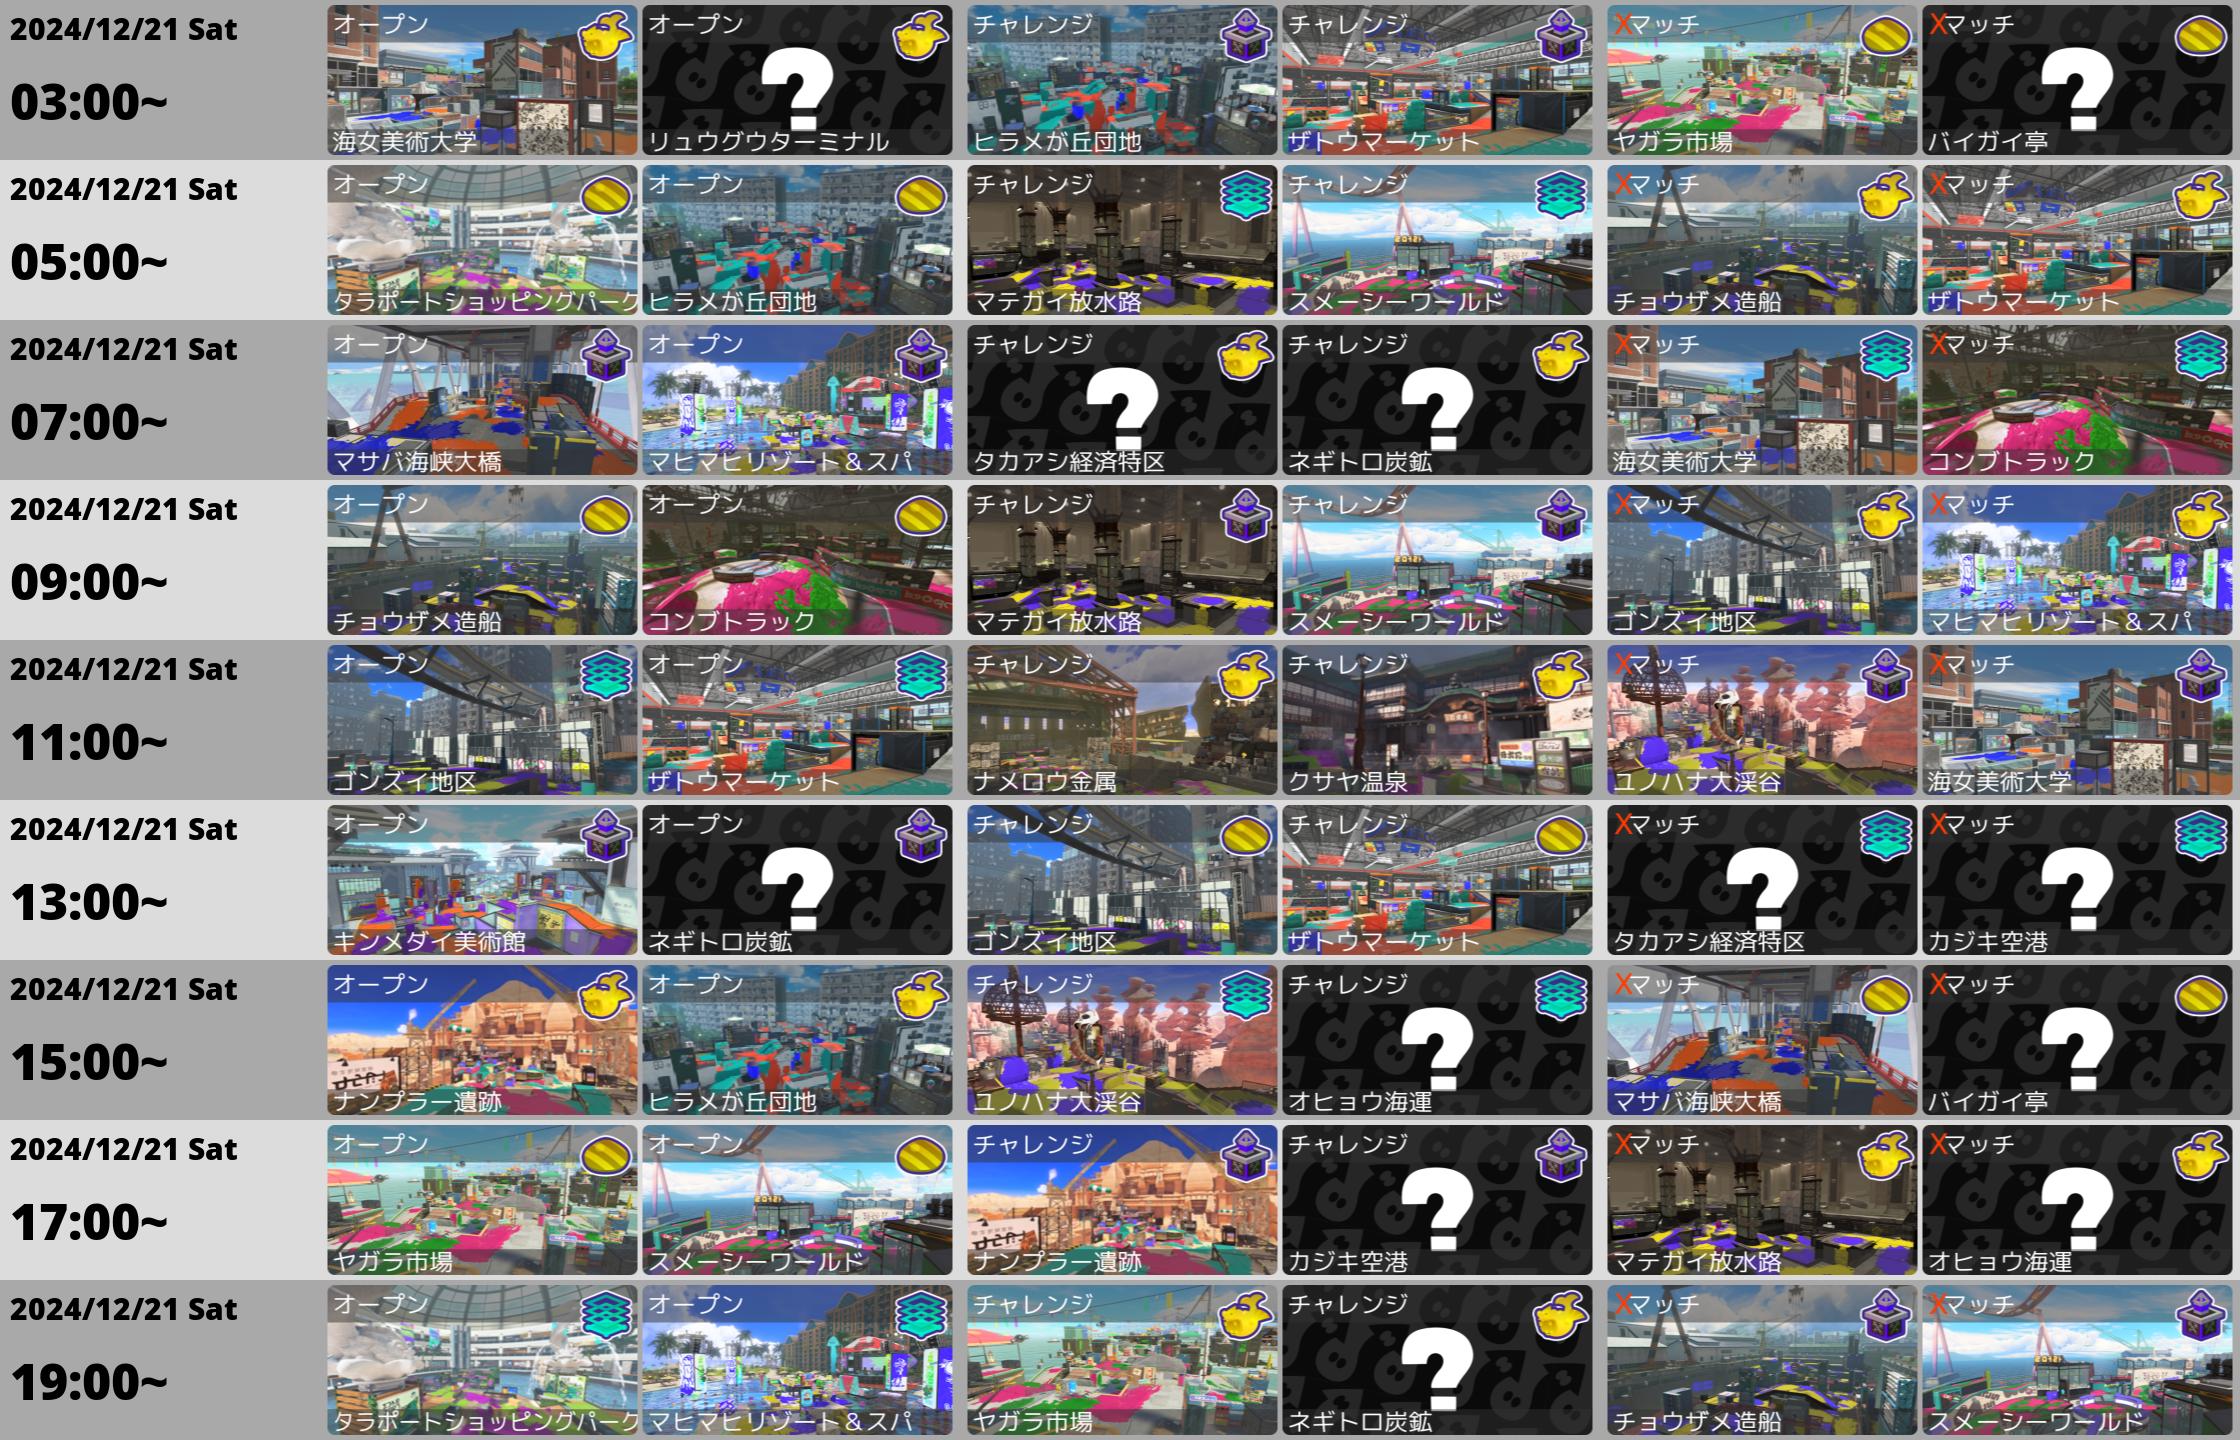 2024/12/21 Sat
03:00~
オープン
海女美術大学
オープン
リュウグウターミナル
チャレンジ
ヒラメが丘団地
チャレンジ
ザトウマーケット
Xマッチ
ヤガラ市場
Xマッチ
バイガイ亭
2024/12/21 Sat
05:00~
オープン
タラポートショッピングパーク
オープン
ヒラメが丘団地
チャレンジ
マテガイ放水路
チャレンジ
スメーシーワールド
Xマッチ
チョウザメ造船
Xマッチ
ザトウマーケット
2024/12/21 Sat
07:00~
オープン
マサバ海峡大橋
オープン
マヒマヒリゾート＆スパ
チャレンジ
タカアシ経済特区
チャレンジ
ネギトロ炭鉱
Xマッチ
海女美術大学
Xマッチ
コンブトラック
2024/12/21 Sat
09:00~
オープン
チョウザメ造船
オープン
コンブトラック
チャレンジ
マテガイ放水路
チャレンジ
スメーシーワールド
Xマッチ
ゴンズイ地区
Xマッチ
マヒマヒリゾート＆スパ
2024/12/21 Sat
11:00~
オープン
ゴンズイ地区
オープン
ザトウマーケット
チャレンジ
ナメロウ金属
チャレンジ
クサヤ温泉
Xマッチ
ユノハナ大渓谷
Xマッチ
海女美術大学
2024/12/21 Sat
13:00~
オープン
キンメダイ美術館
オープン
ネギトロ炭鉱
チャレンジ
ゴンズイ地区
チャレンジ
ザトウマーケット
Xマッチ
タカアシ経済特区
Xマッチ
カジキ空港
2024/12/21 Sat
15:00~
オープン
ナンプラー遺跡
オープン
ヒラメが丘団地
チャレンジ
ユノハナ大渓谷
チャレンジ
オヒョウ海運
Xマッチ
マサバ海峡大橋
Xマッチ
バイガイ亭
2024/12/21 Sat
17:00~
オープン
ヤガラ市場
オープン
スメーシーワールド
チャレンジ
ナンプラー遺跡
チャレンジ
カジキ空港
Xマッチ
マテガイ放水路
Xマッチ
オヒョウ海運
2024/12/21 Sat
19:00~
オープン
タラポートショッピングパーク
オープン
マヒマヒリゾート＆スパ
チャレンジ
ヤガラ市場
チャレンジ
ネギトロ炭鉱
Xマッチ
チョウザメ造船
Xマッチ
スメーシーワールド